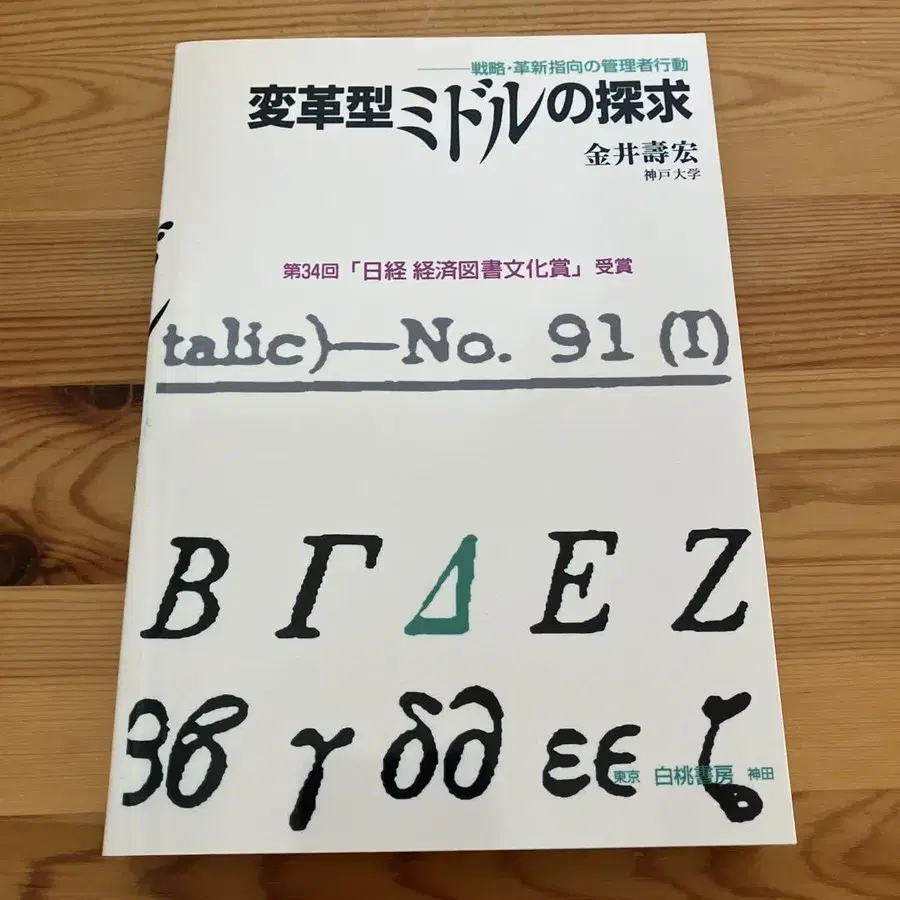 ——戦略・革新指向の管理者行動
変革型ミドルの探求
金井壽宏
神戸大学
第34回「日経 経済図書文化賞」受賞
talic)—No. 91 (I)
B Γ Δ E Z
϶β γ δ∂ εϵ ζ
東京 白桃書房 神田